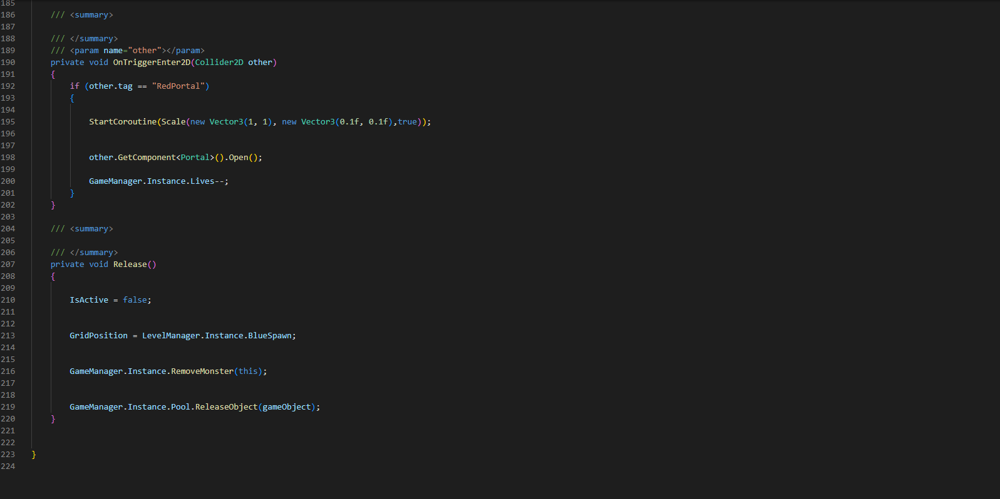 185
186 /// <summary>
187
188 /// </summary>
189 /// <param name="other"></param>
190 private void OnTriggerEnter2D(Collider2D other)
191 {
192 if (other.tag == "RedPortal")
193 {
194
195 StartCoroutine(Scale(new Vector3(1, 1), new Vector3(0.1f, 0.1f),true));
196
197
198 other.GetComponent<Portal>().Open();
199
200 GameManager.Instance.Lives--;
201 }
202 }
203
204 /// <summary>
205
206 /// </summary>
207 private void Release()
208 {
209
210 IsActive = false;
211
212
213 GridPosition = LevelManager.Instance.BlueSpawn;
214
215
216 GameManager.Instance.RemoveMonster(this);
217
218
219 GameManager.Instance.Pool.ReleaseObject(gameObject);
220 }
221
222
223 }
224